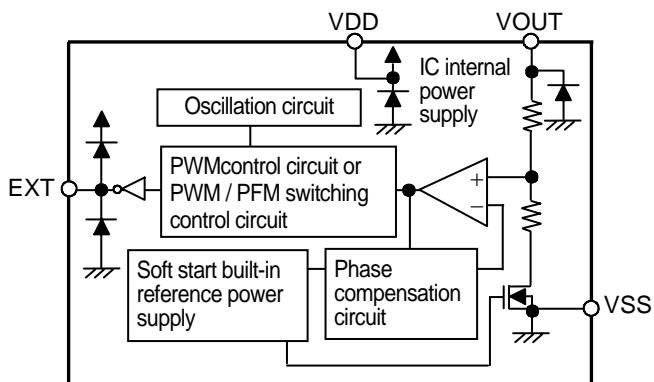 VDD
VOUT
IC internal
power
supply
Oscillation circuit
PWMcontrol circuit or
PWM / PFM switching
control circuit
EXT
+
−
Soft start built-in
reference power
supply
Phase
compensation
circuit
VSS